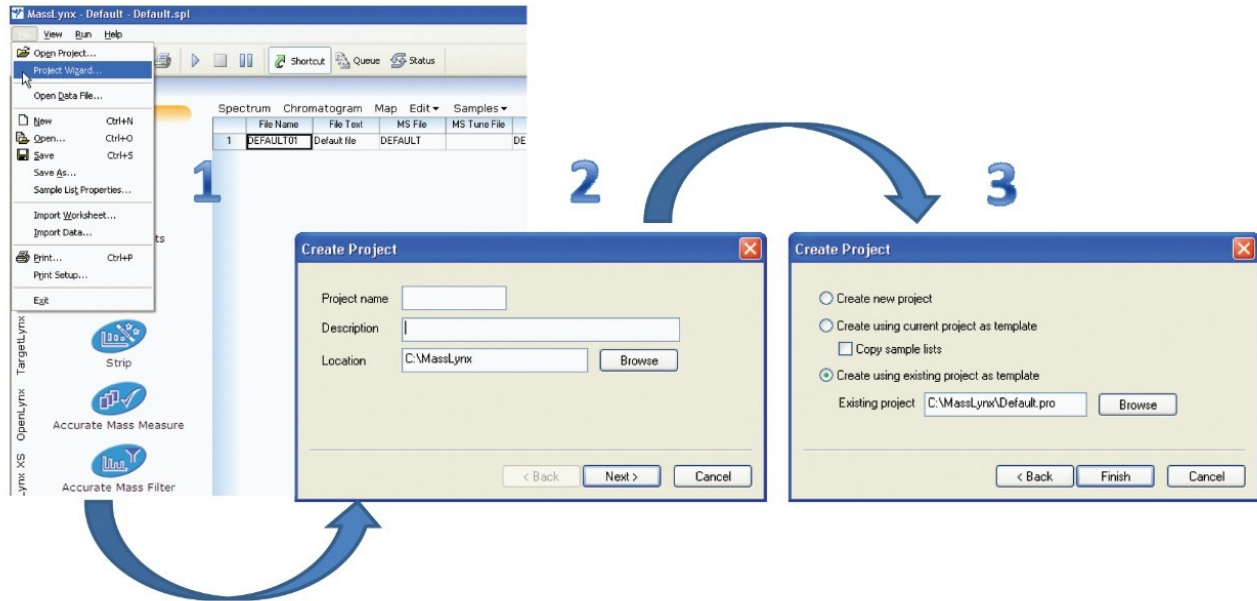 MassLynx - Default - Default.spl
File View Run Help
Open Project...
Project Wizard...
Open Data File...
New Ctrl+N
Open... Ctrl+O
Save Ctrl+S
Save As...
Sample List Properties...
Import Worksheet...
Import Data...
Print... Ctrl+P
Print Setup...
Exit
Shortcut Queue Status
Spectrum Chromatogram Map Edit Samples
File Name File Text MS File MS Tune File
1 DEFAULT01 Default file DEFAULT DE
ts
TargetLynx
OpenLynx
Lynx XS
Strip
Accurate Mass Measure
Accurate Mass Filter
1
2
Create Project
Project name
Description
Location C:\MassLynx Browse
< Back Next > Cancel
3
Create Project
Create new project
Create using current project as template
Copy sample lists
Create using existing project as template
Existing project C:\MassLynx\Default.pro Browse
< Back Finish Cancel